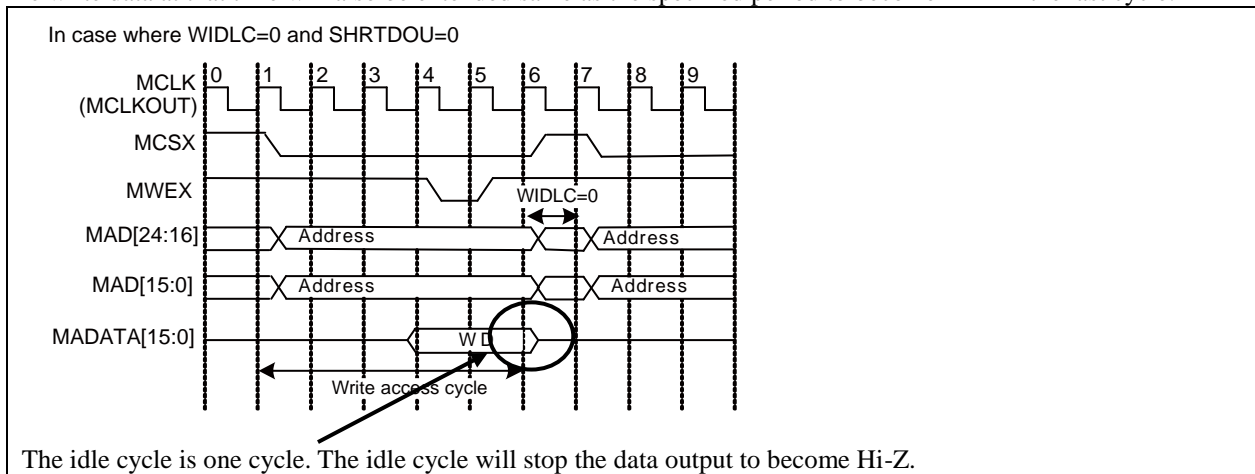 In case where WIDLC=0 and SHRTDOU=0
0 1 2 3 4 5 6 7 8 9
MCLK
(MCLKOUT)
MCSX
MWEX
WIDLC=0
MAD[24:16]
Address
Address
MAD[15:0]
Address
Address
MADATA[15:0]
WD
Write access cycle
The idle cycle is one cycle. The idle cycle will stop the data output to become Hi-Z.